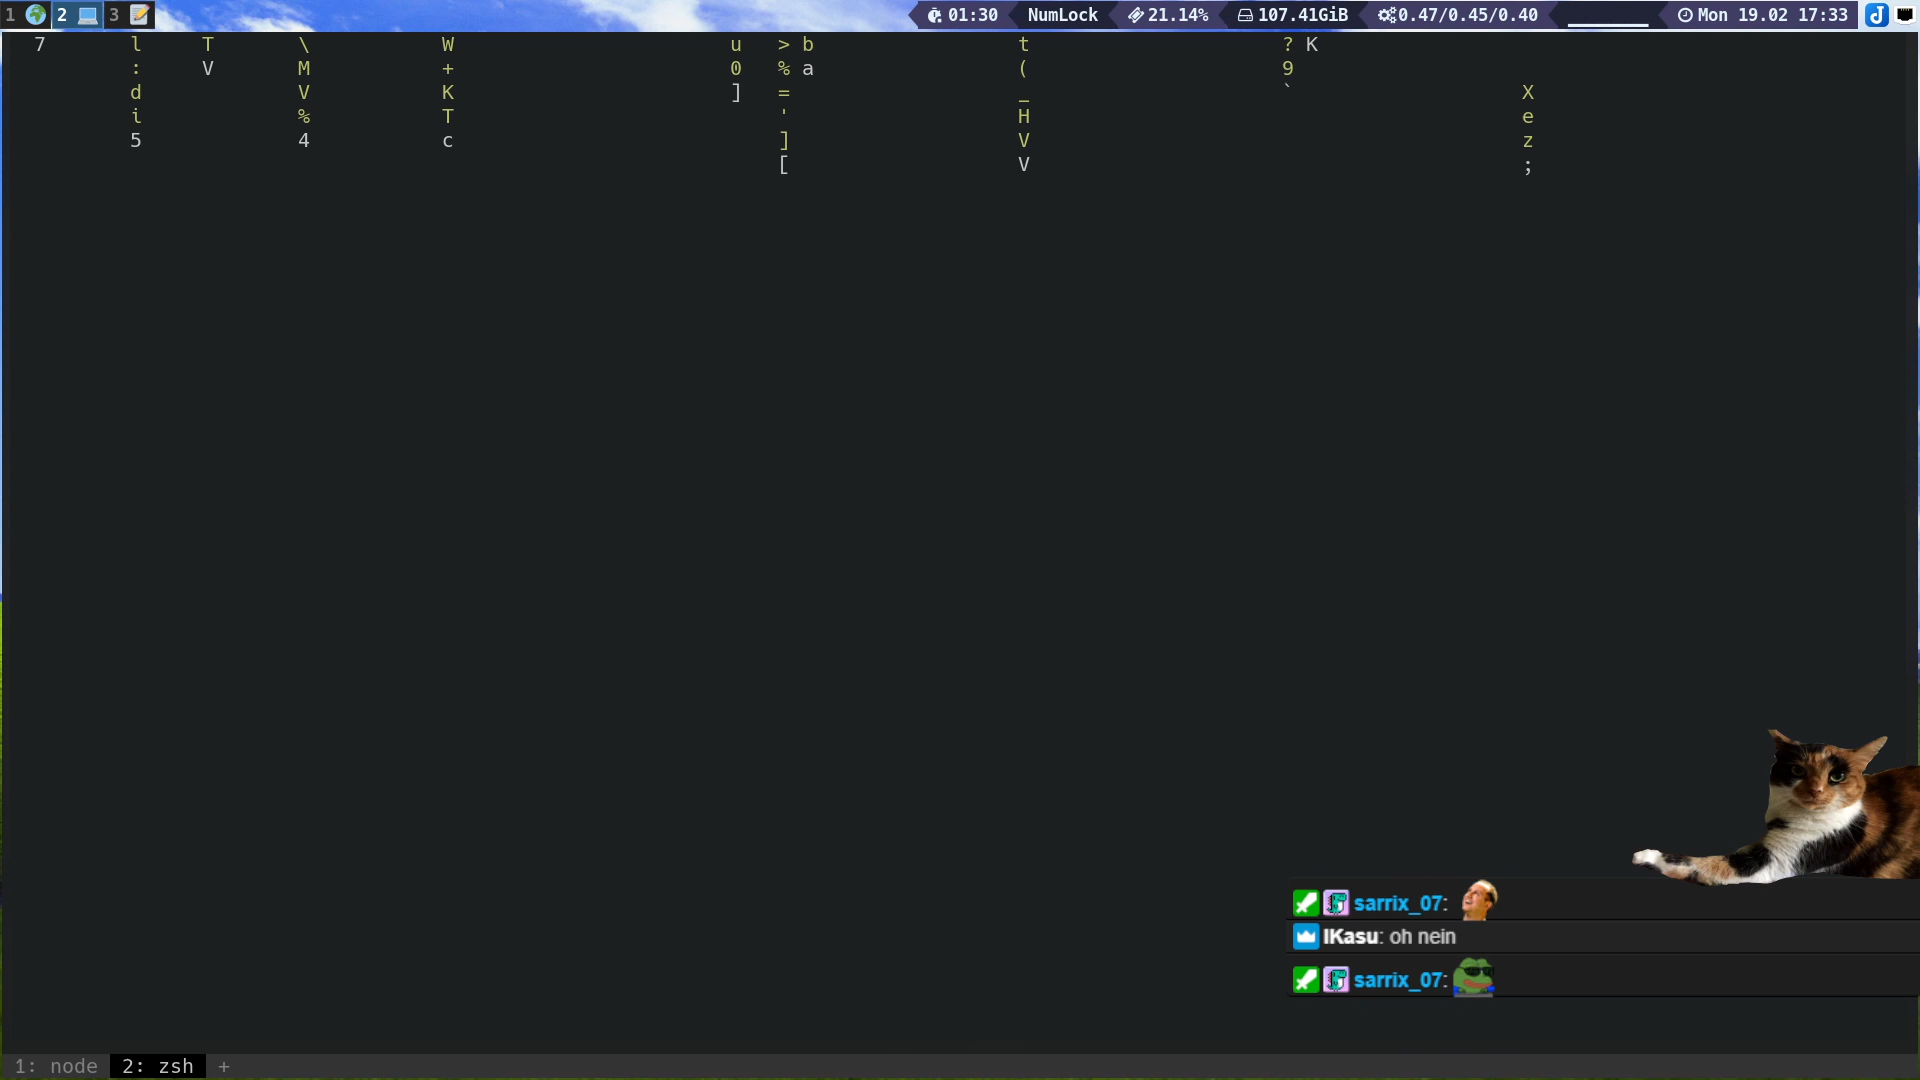 1 2 3 01:30 NumLock 21.14% 107.41GiB 0.47/0.45/0.40 Mon 19.02 17:33
7 l T \ W u > b t ? K
: V M + 0 % a ( 9
d V K ] = _ ` X
i % T ' H e
5 4 c ] V z
[ V ;
sarrix_07:
IKasu: oh nein
sarrix_07:
1: node 2: zsh +